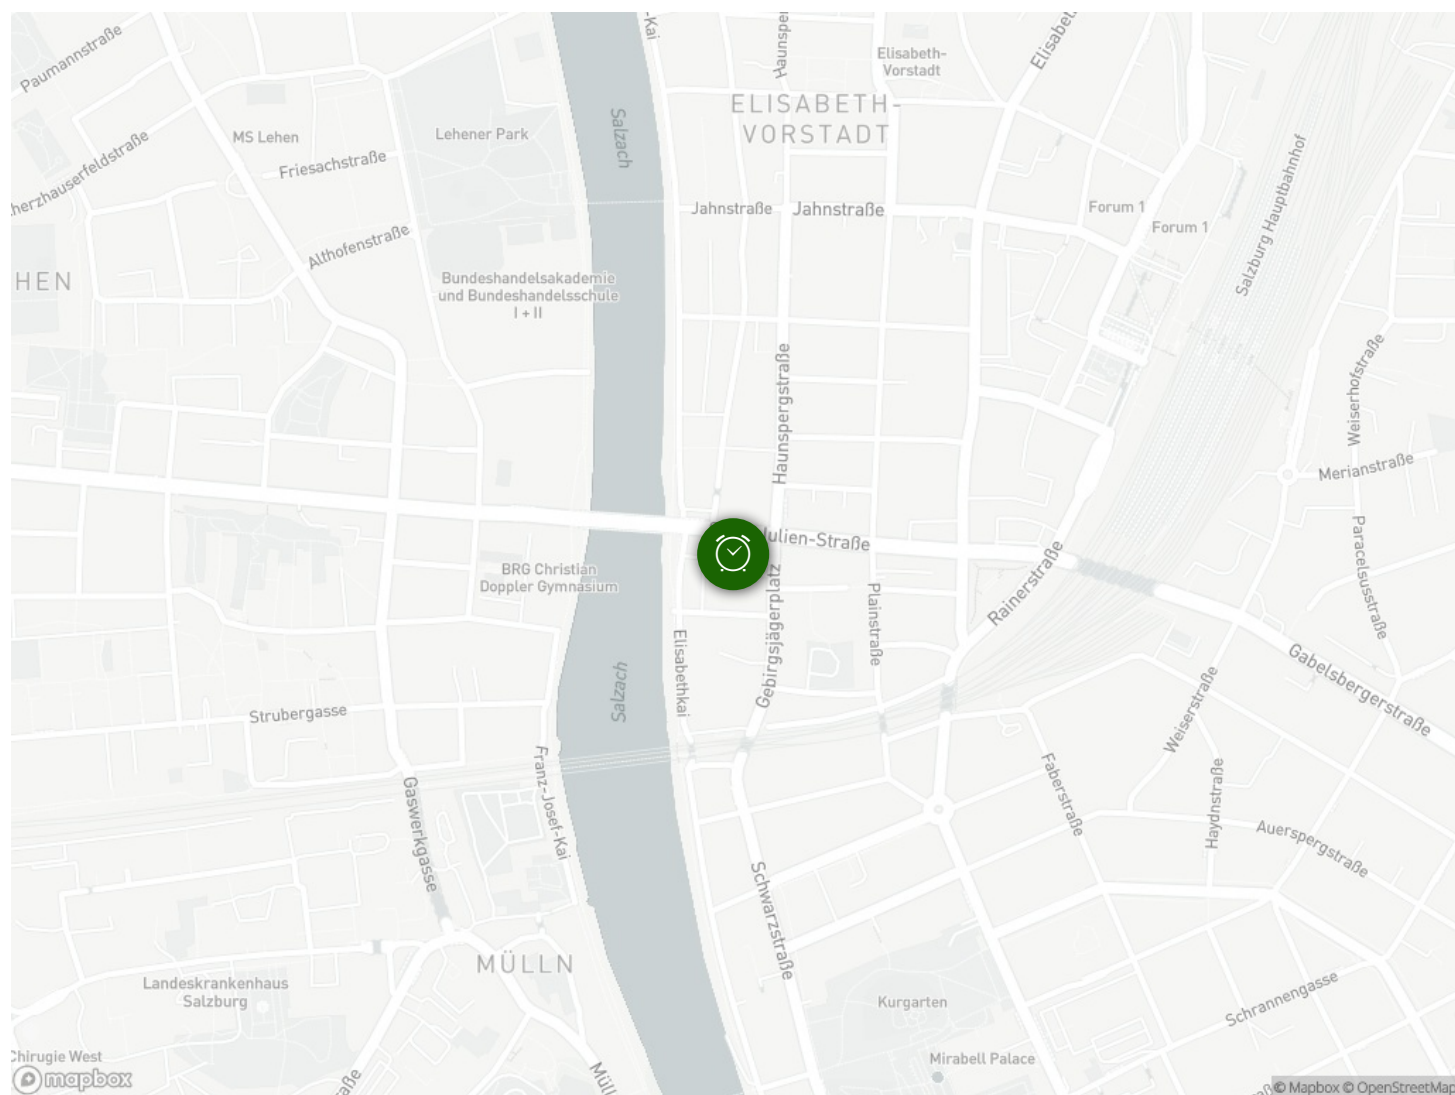 Paumannstraße
-Kai
Elisabeth-
Vorstadt
ELISABETH-
VORSTADT
MS Lehen
Lehener Park
Salzach
Friesachstraße
Salzburg Hauptbahnhof
Jahnstraße
Jahnstraße
Forum 1
Forum 1
Althofenstraße
HEN
Bundeshandelsakademie
und Bundeshandelsschule
I + II
Haunspergstraße
Weiserhofstraße
Merianstraße
Julien-Straße
BRG Christian
Doppler Gymnasium
Rainerstraße
Plainstraße
Paracelsusstraße
Gebirgsjägerplatz
Elisabethkai
Salzach
Gabelsbergerstraße
Weiserstraße
Strubergasse
Franz-Josef-Kai
Gaswerkgasse
Faberstraße
Haydnstraße
Auerspergstraße
Schwarzstraße
MÜLLN
Landeskrankenhaus
Salzburg
Kurgarten
Schrannengasse
Chirugie West
Mirabell Palace
mapbox
© Mapbox © OpenStreetMap